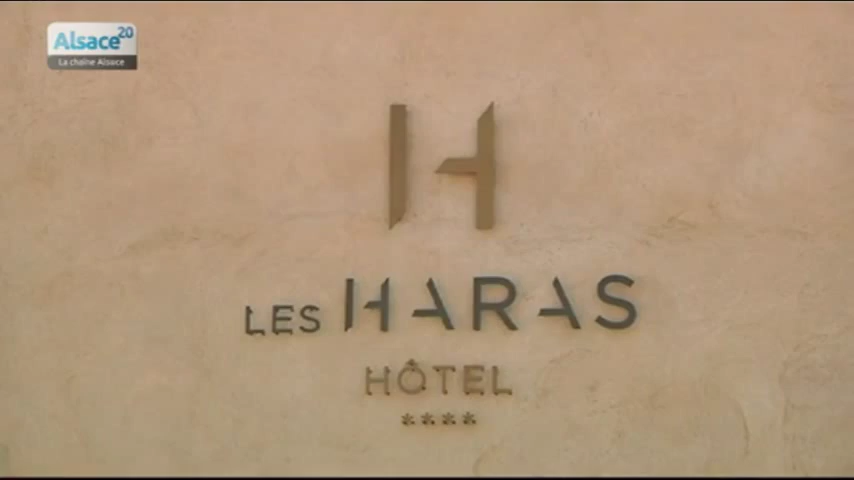 Alsace20
La chaîne Alsace
H
LES HARAS
HÔTEL
****